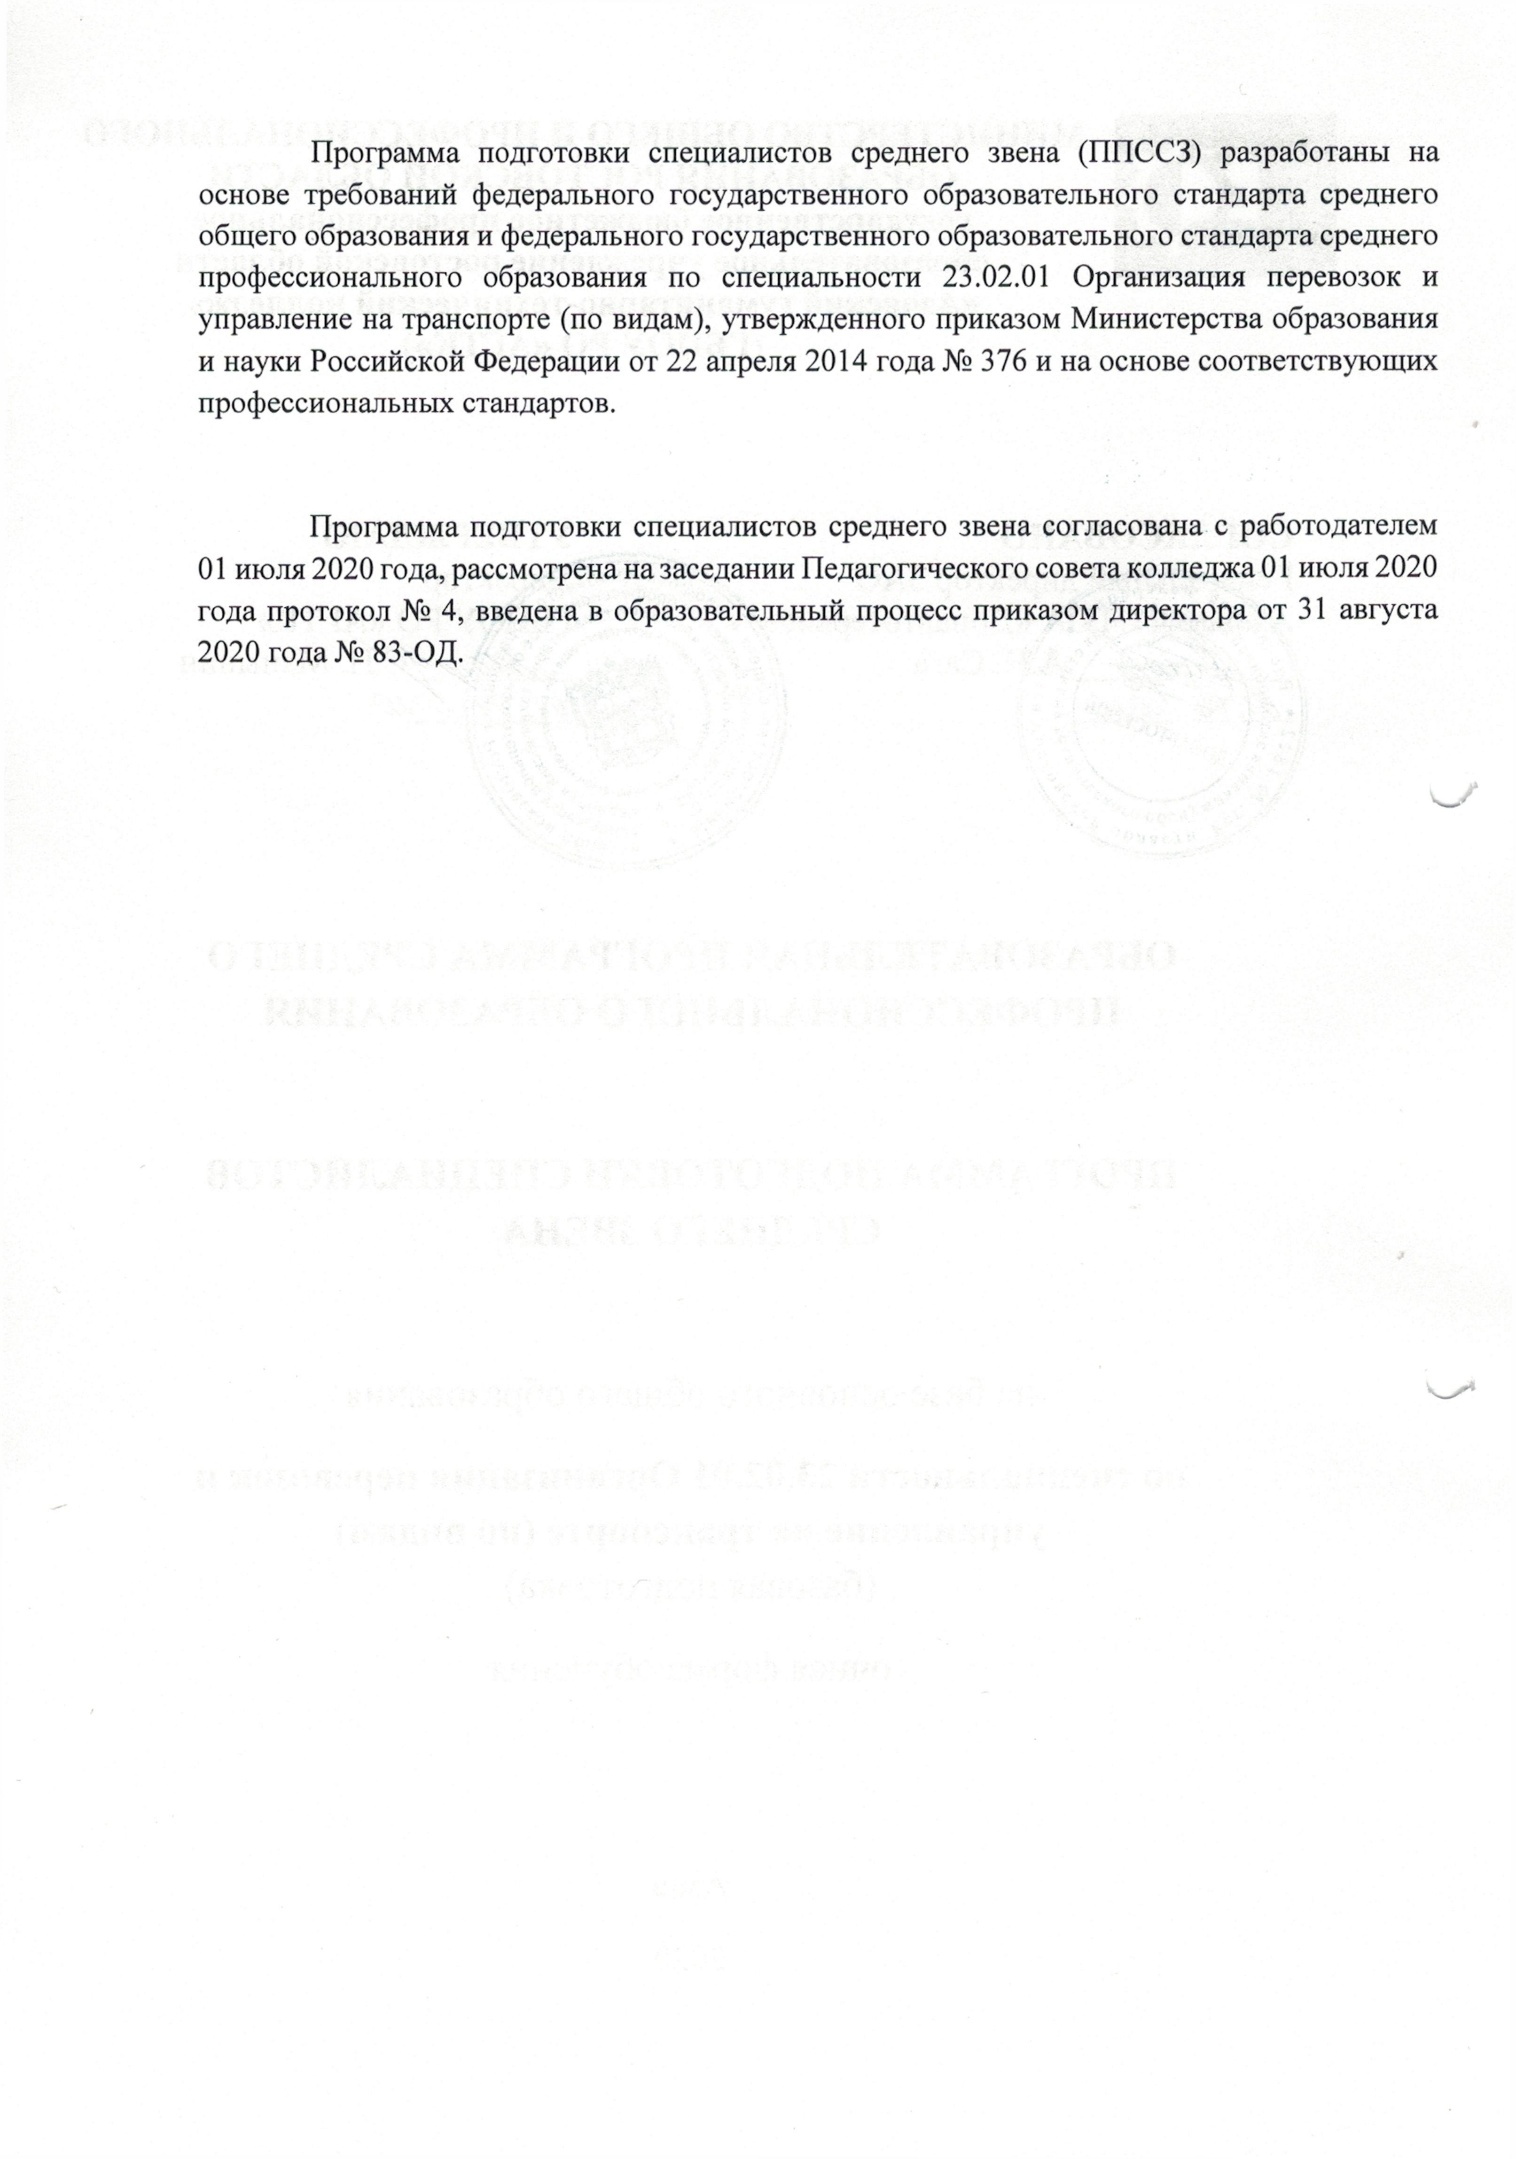 Программа подготовки специалистов среднего звена (ППССЗ) разработаны на
основе требований федерального государственного образовательного стандарта среднего
общего образования и федерального государственного образовательного стандарта среднего
профессионального образования по специальности 23.02.01 Организация перевозок и
управление на транспорте (по видам), утвержденного приказом Министерства образования
и науки Российской Федерации от 22 апреля 2014 года № 376 и на основе соответствующих
профессиональных стандартов.
Программа подготовки специалистов среднего звена согласована с работодателем
01 июля 2020 года, рассмотрена на заседании Педагогического совета колледжа 01 июля 2020
года протокол № 4, введена в образовательный процесс приказом директора от 31 августа
2020 года № 83-ОД.